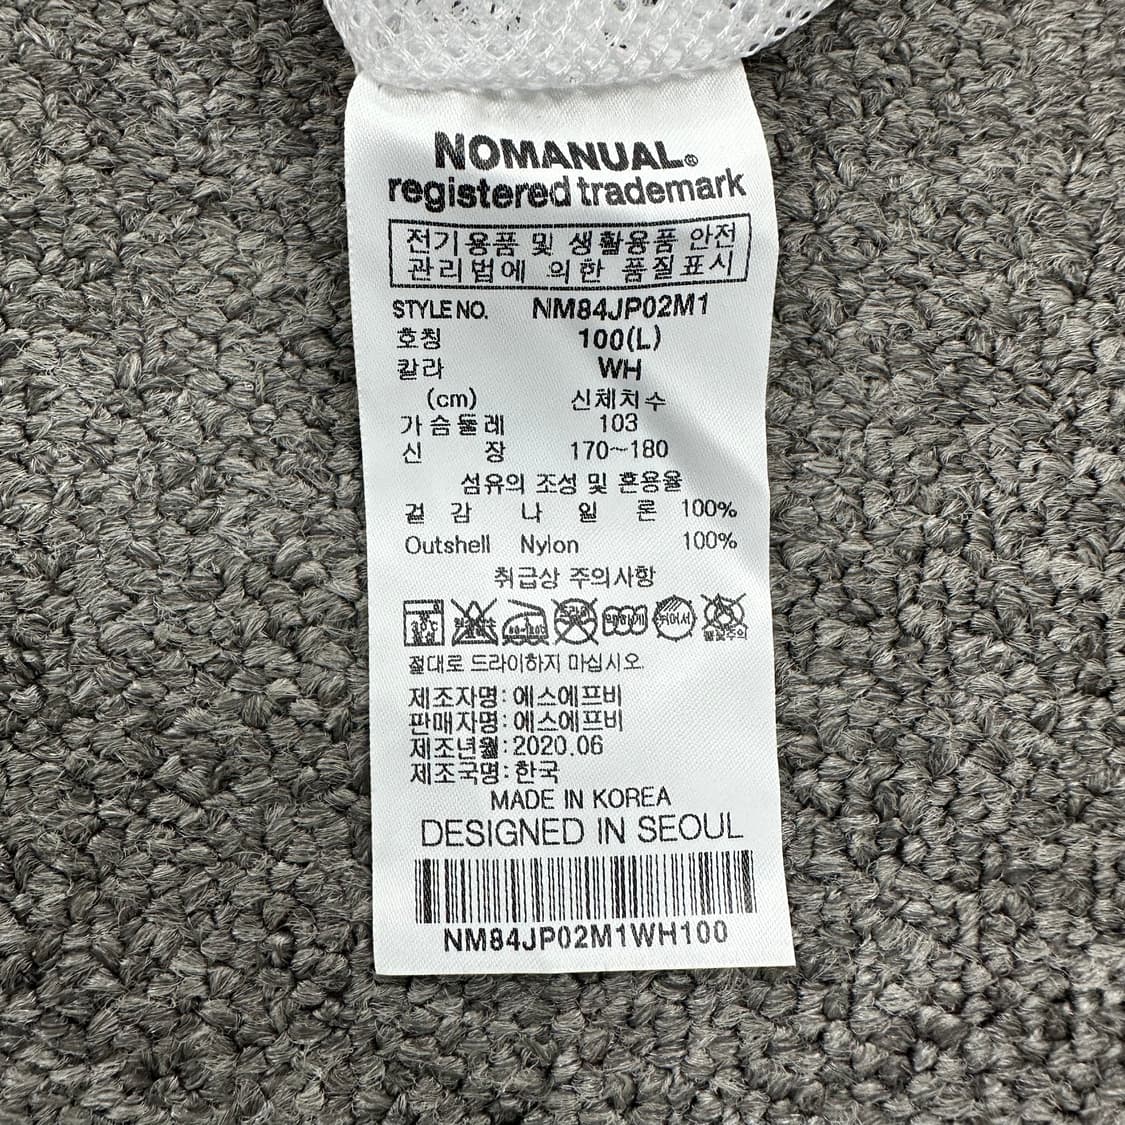 NOMANUAL®
registered trademark
전기용품 및 생활용품 안전
관리법에 의한 품질표시
STYLE NO. NM84JP02M1
호칭 100(L)
칼라 WH
(cm) 신체치수
가슴둘레 103
신 장 170~180
섬유의 조성 및 혼용율
겉 감 나 일 론 100%
Outshell Nylon 100%
취급상 주의사항
30℃ 약하게
절대로 드라이하지 마십시오.
제조자명: 에스에프비
판매자명: 에스에프비
제조년월: 2020.06
제조국명: 한국
MADE IN KOREA
DESIGNED IN SEOUL
NM84JP02M1WH100